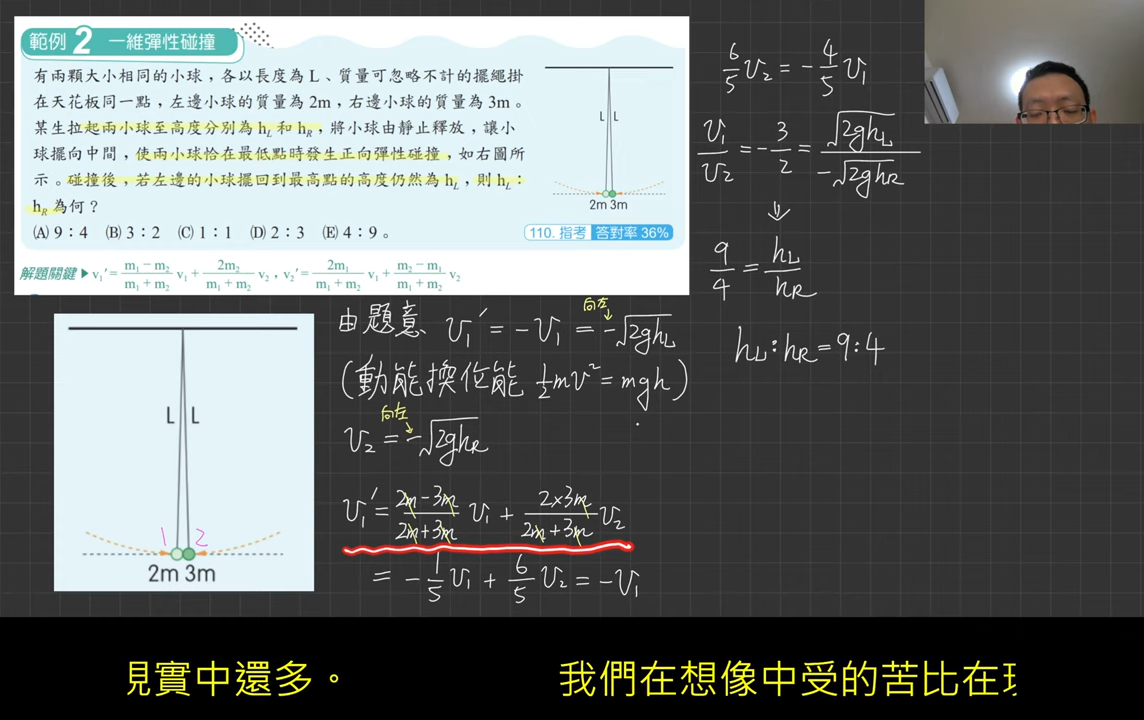 範例2 一維彈性碰撞
有兩顆大小相同的小球，各以長度為 L、質量可忽略不計的擺繩掛
在天花板同一點，左邊小球的質量為 2m，右邊小球的質量為 3m。
某生拉起兩小球至高度分別為 hL 和 hR，將小球由靜止釋放，讓小
球擺向中間，使兩小球恰在最低點時發生正向彈性碰撞，如右圖所
示。碰撞後，若左邊的小球擺回到最高點的高度仍然為 hL，則 hL：
hR 為何？
(A) 9：4 (B) 3：2 (C) 1：1 (D) 2：3 (E) 4：9。
L L
2m 3m
110. 指考 答對率 36%
解題關鍵 ▶ v₁′ = (m₁ − m₂)/(m₁ + m₂) v₁ + 2m₂/(m₁ + m₂) v₂，v₂′ = 2m₁/(m₁ + m₂) v₁ + (m₂ − m₁)/(m₁ + m₂) v₂
L L
1 2
2m 3m
向左
由題意 v₁′ = −v₁ = −√(2ghL)
(動能換位能 ½mv² = mgh)
向左
v₂ = −√(2ghR)
v₁′ = (2m−3m)/(2m+3m) v₁ + (2×3m)/(2m+3m) v₂
= −1/5 v₁ + 6/5 v₂ = −v₁
6/5 v₂ = −4/5 v₁
v₁/v₂ = −3/2 = √(2ghL)/−√(2ghR)
⇓
9/4 = hL/hR
hL:hR = 9:4
見實中還多。 我們在想像中受的苦比在現